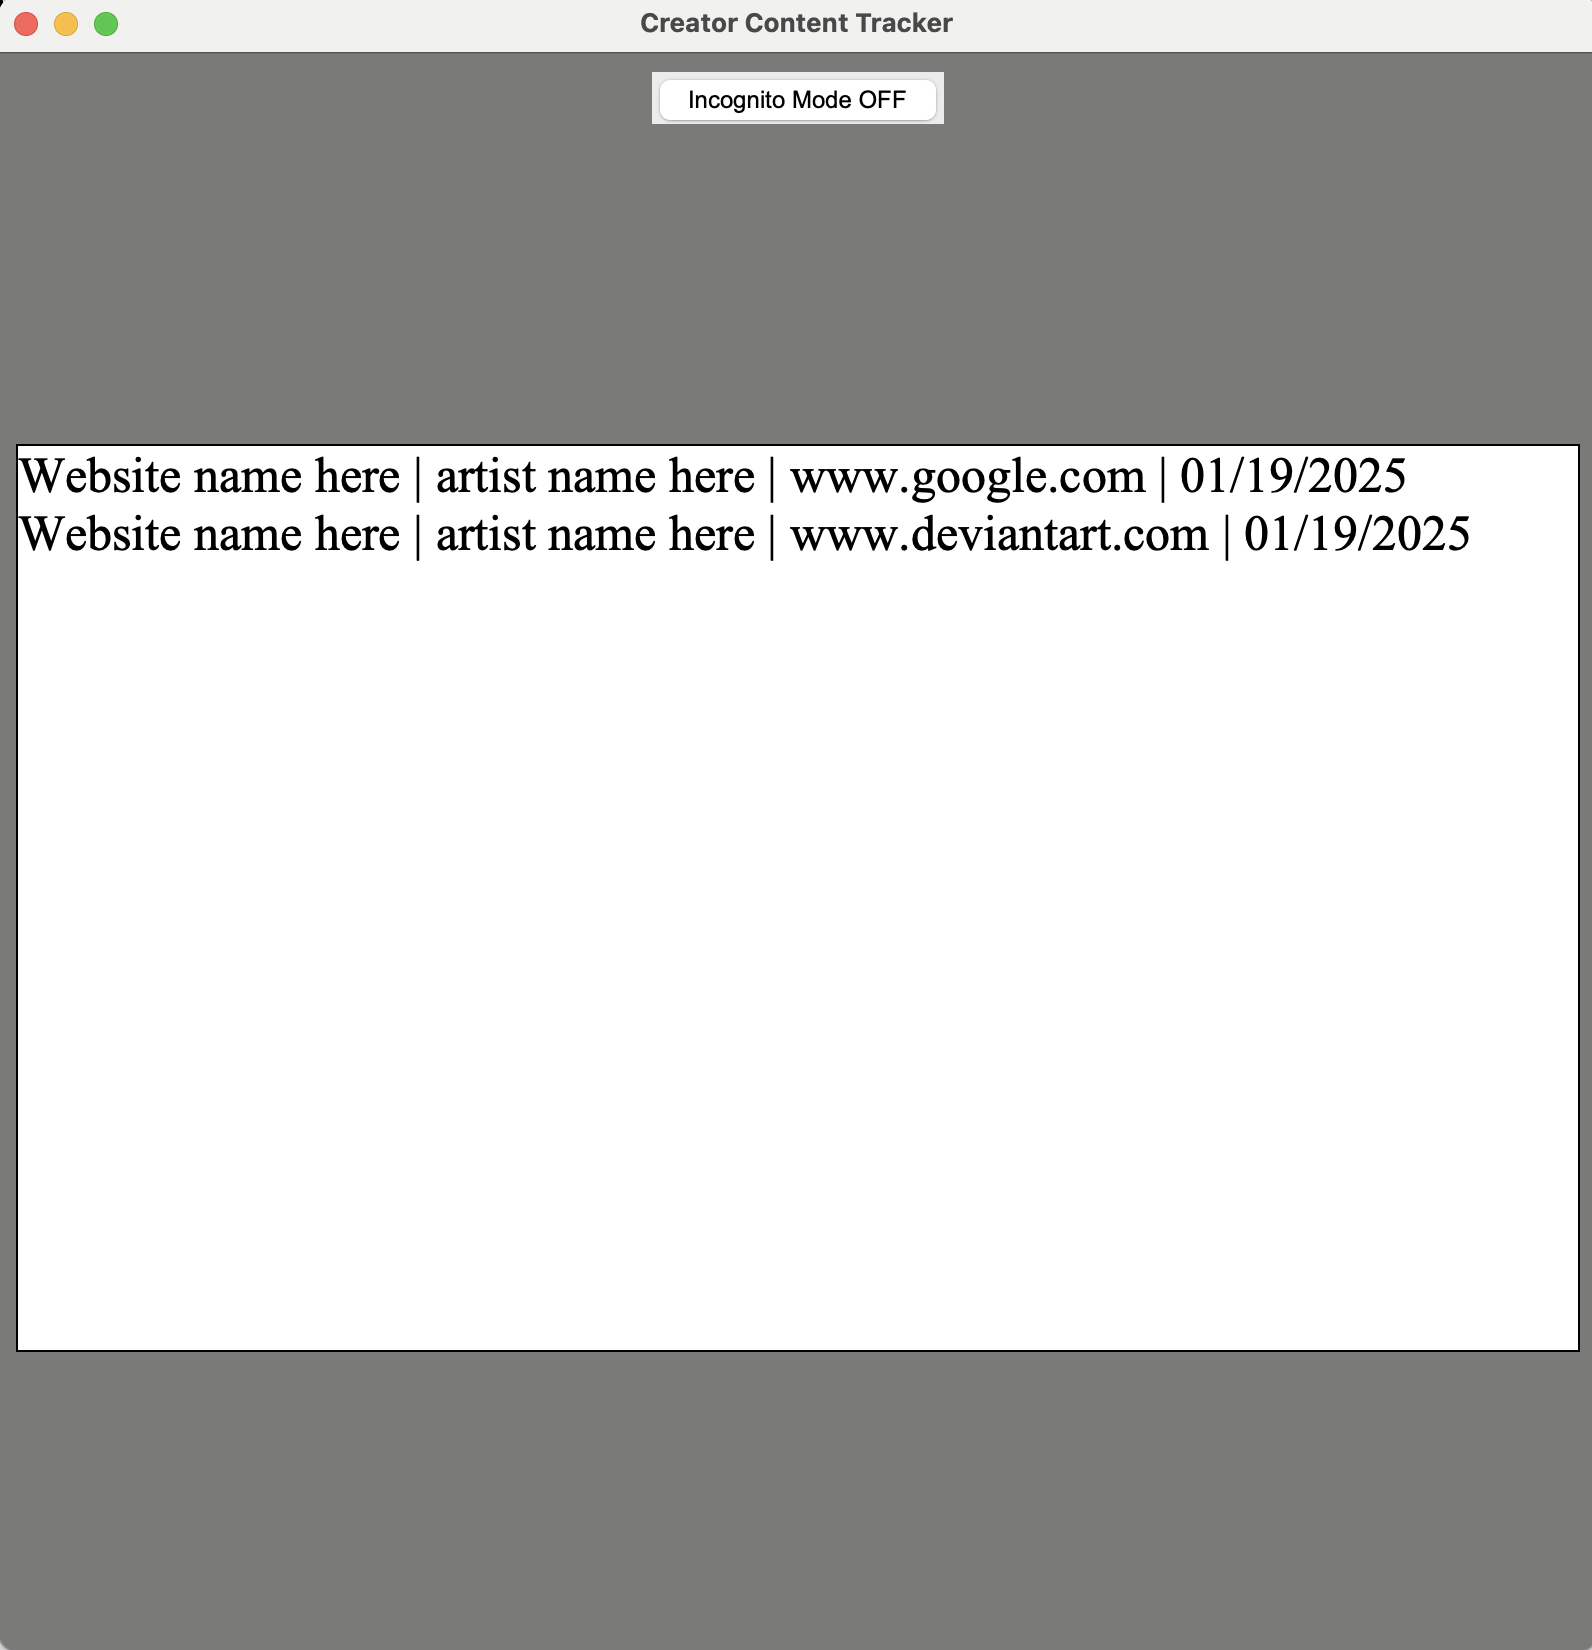 Creator Content Tracker
Incognito Mode OFF
Website name here | artist name here | www.google.com | 01/19/2025
Website name here | artist name here | www.deviantart.com | 01/19/2025